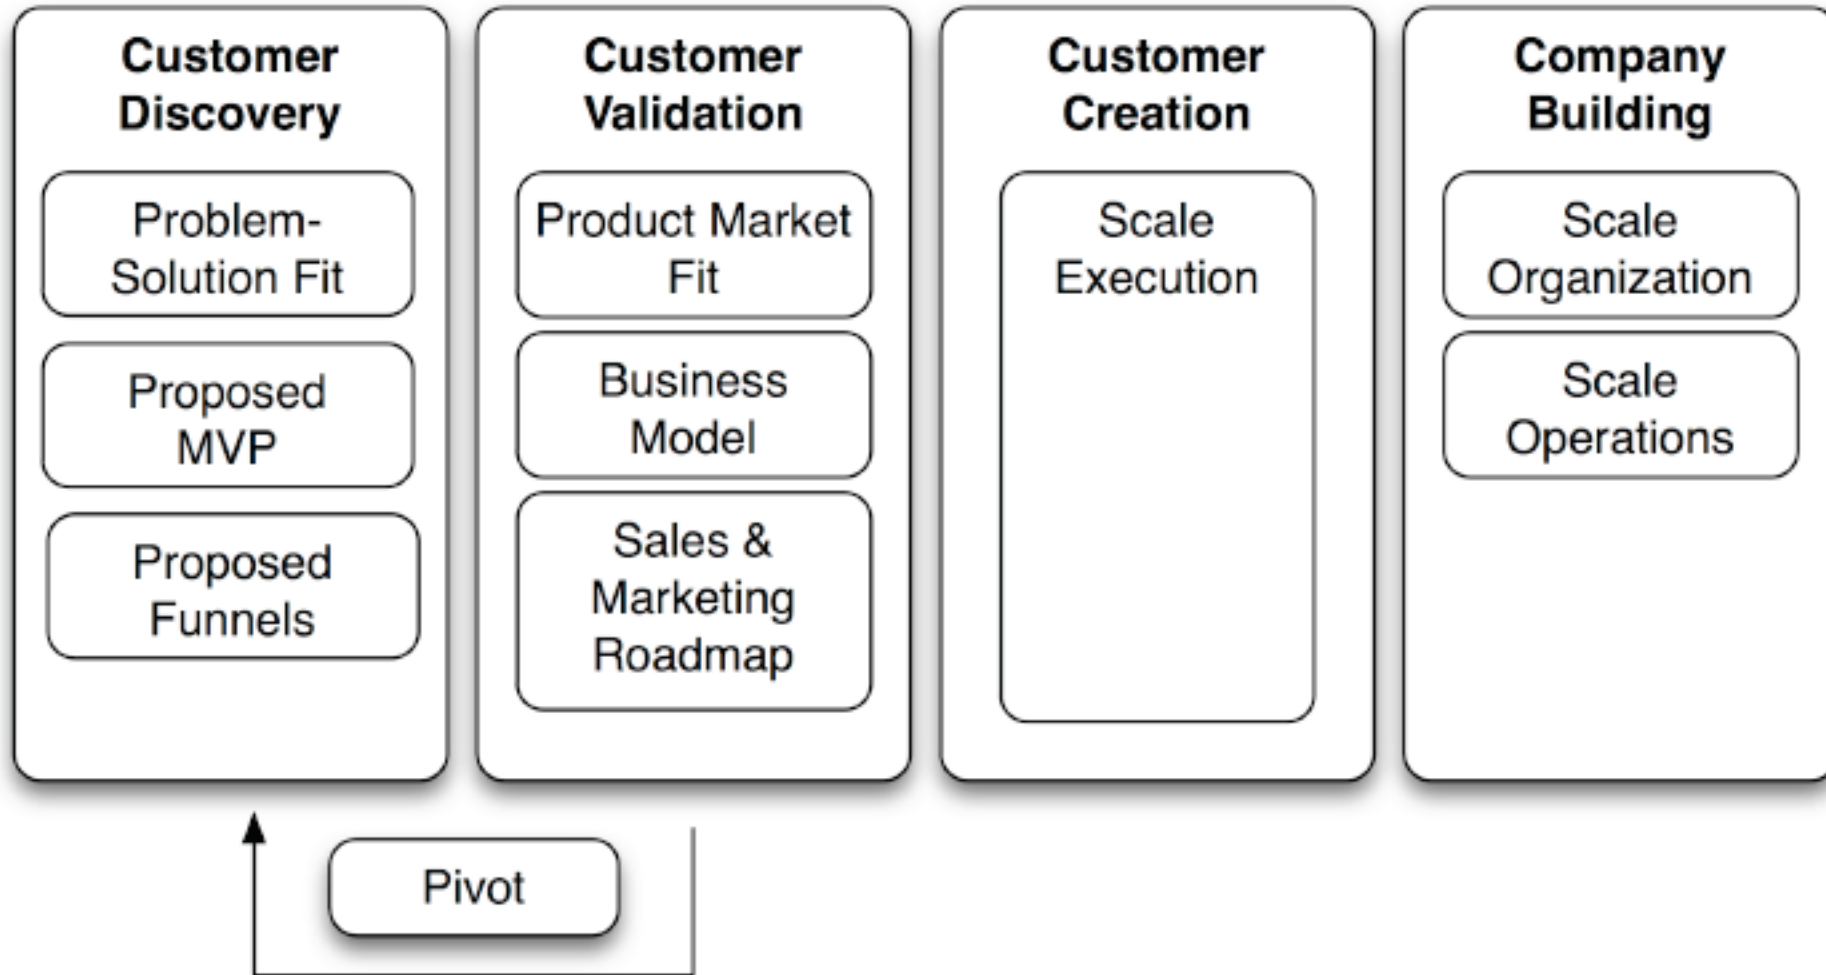 Customer
Discovery
Problem-
Solution Fit
Proposed
MVP
Proposed
Funnels
Customer
Validation
Product Market
Fit
Business
Model
Sales &
Marketing
Roadmap
Customer
Creation
Scale
Execution
Company
Building
Scale
Organization
Scale
Operations
Pivot